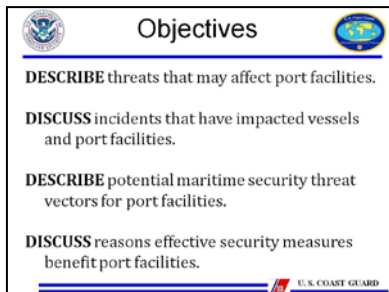 Objectives
DESCRIBE threats that may affect port facilities.
DISCUSS incidents that have impacted vessels
and port facilities.
DESCRIBE potential maritime security threat
vectors for port facilities.
DISCUSS reasons effective security measures
benefit port facilities.
U. S. COAST GUARD